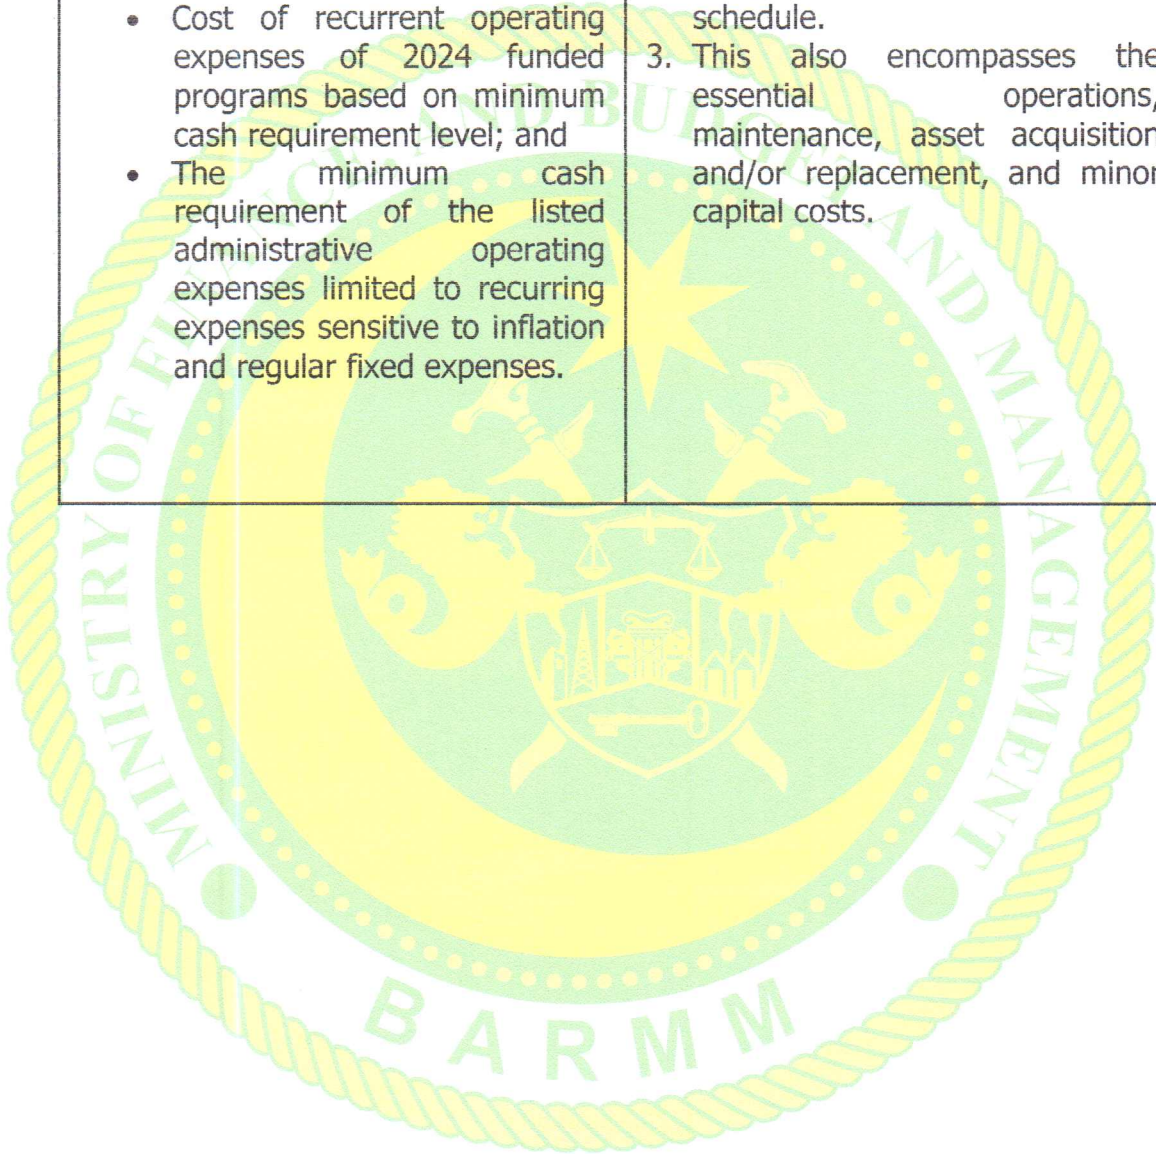 • Cost of recurrent operating
expenses of 2024 funded
programs based on minimum
cash requirement level; and
• The minimum cash
requirement of the listed
administrative operating
expenses limited to recurring
expenses sensitive to inflation
and regular fixed expenses.
schedule.
3. This also encompasses the
essential operations,
maintenance, asset acquisition
and/or replacement, and minor
capital costs.
MINISTRY OF FINANCE, AND BUDGET AND MANAGEMENT
BARMM